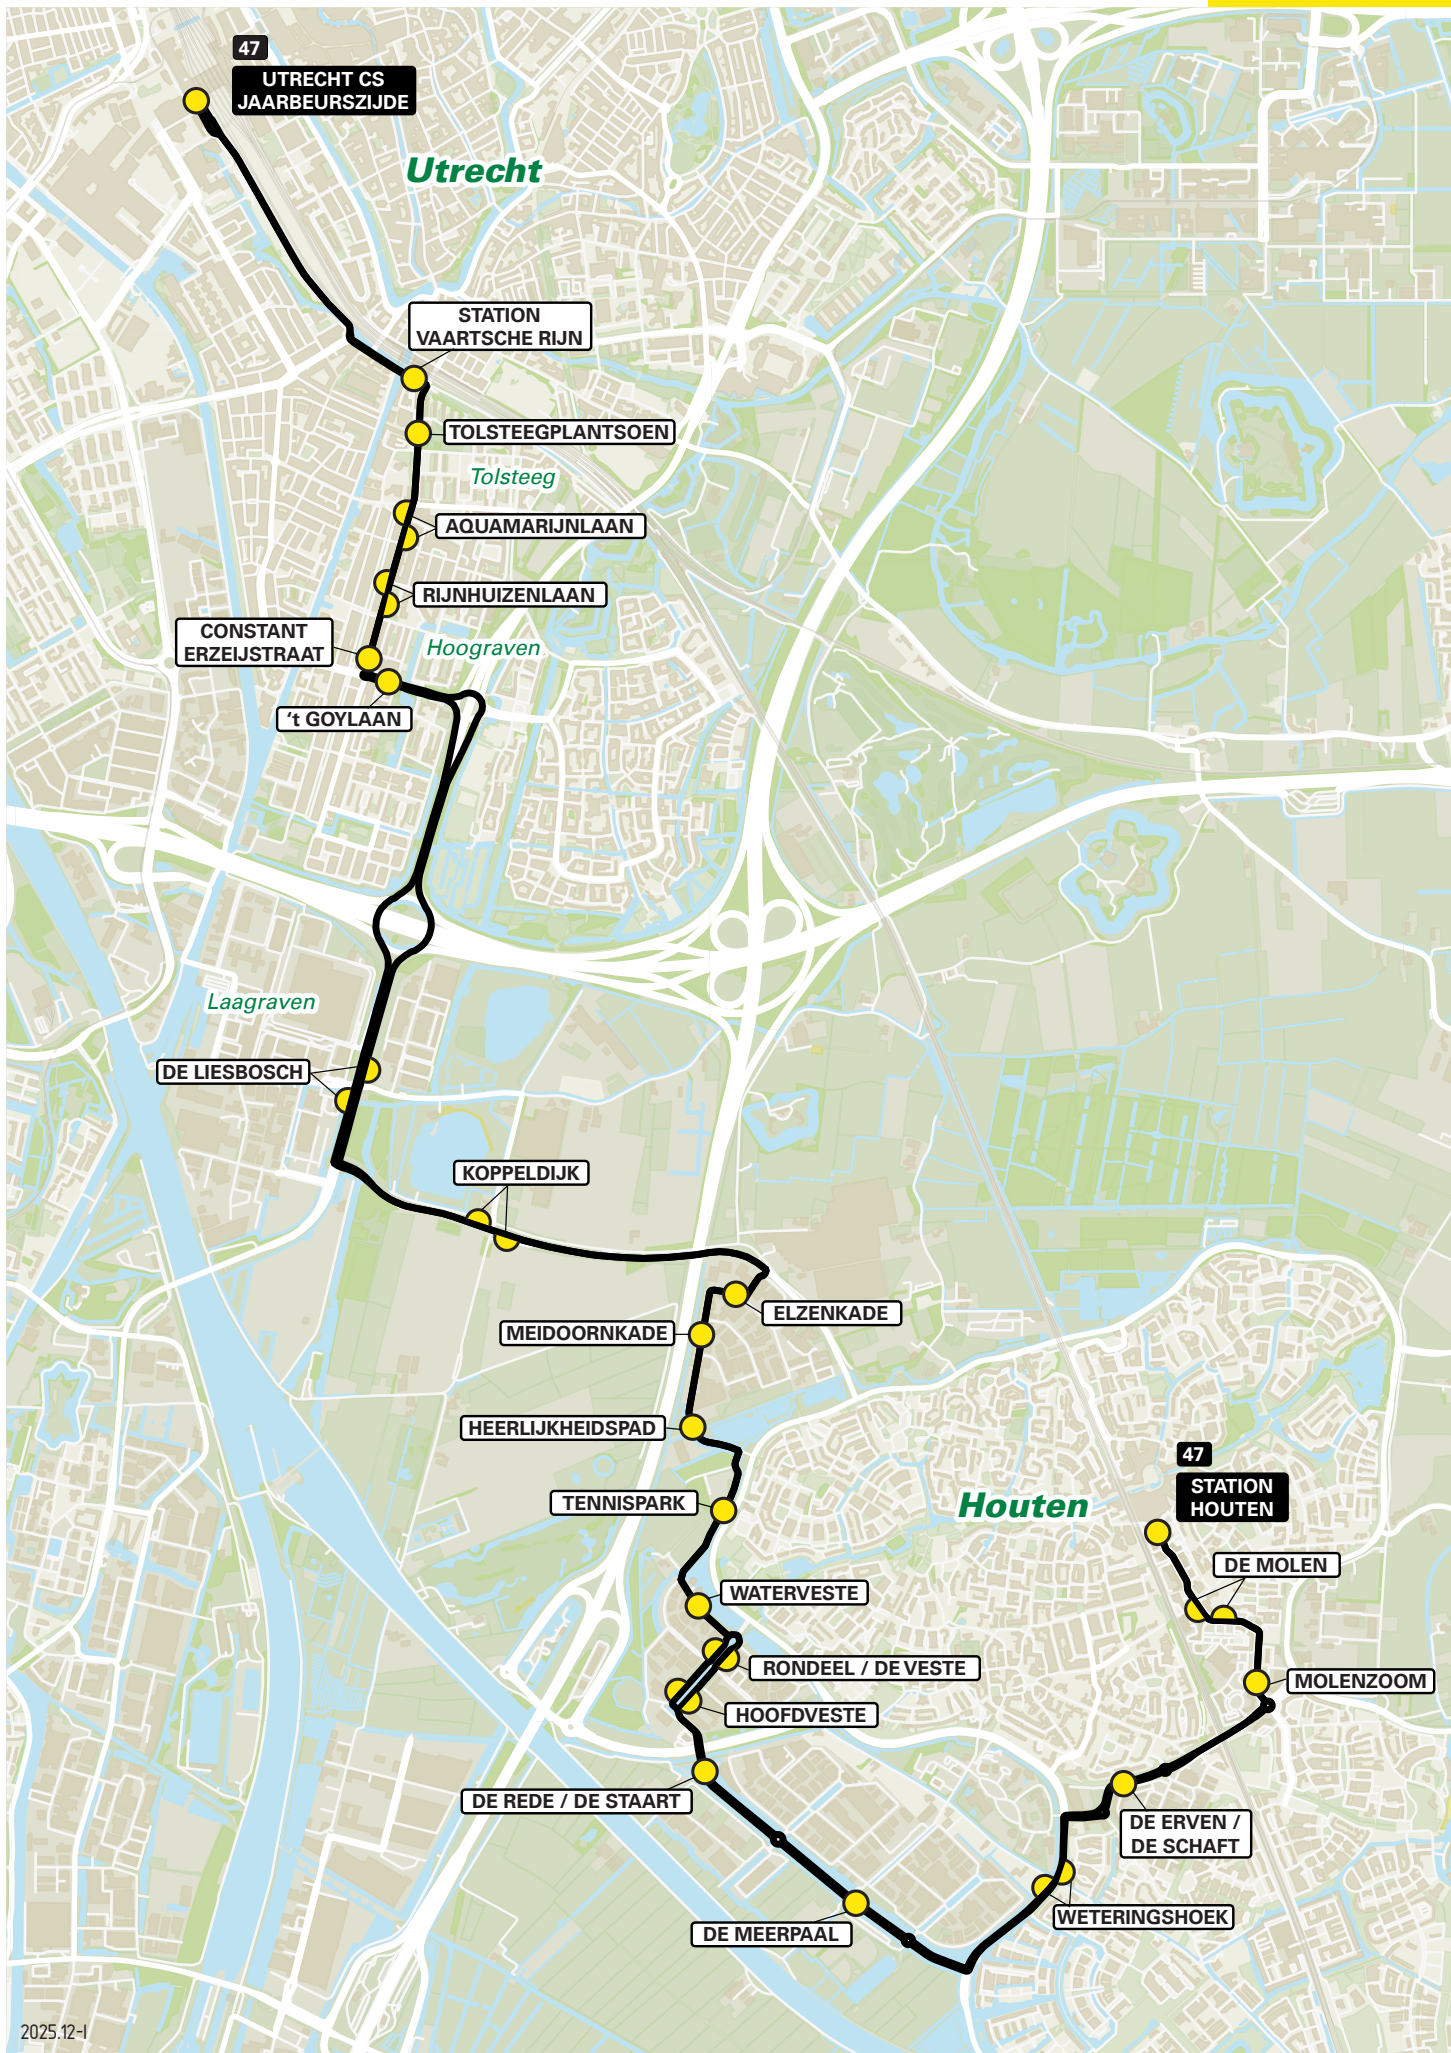 47
UTRECHT CS
JAARBEURSZIJDE
Utrecht
STATION
VAARTSCHE RIJN
TOLSTEEGPLANTSOEN
Tolsteeg
AQUAMARIJNLAAN
RIJNHUIZENLAAN
CONSTANT
ERZEIJSTRAAT
Hoograven
‘t GOYLAAN
Laagraven
DE LIESBOSCH
KOPPELDIJK
ELZENKADE
MEIDOORNKADE
HEERLIJKHEIDSPAD
47
STATION
HOUTEN
TENNISPARK
Houten
DE MOLEN
WATERVESTE
RONDEEL / DE VESTE
MOLENZOOM
HOOFDVESTE
DE REDE / DE STAART
DE ERVEN /
DE SCHAFT
WETERINGSHOEK
DE MEERPAAL
2025.12-I